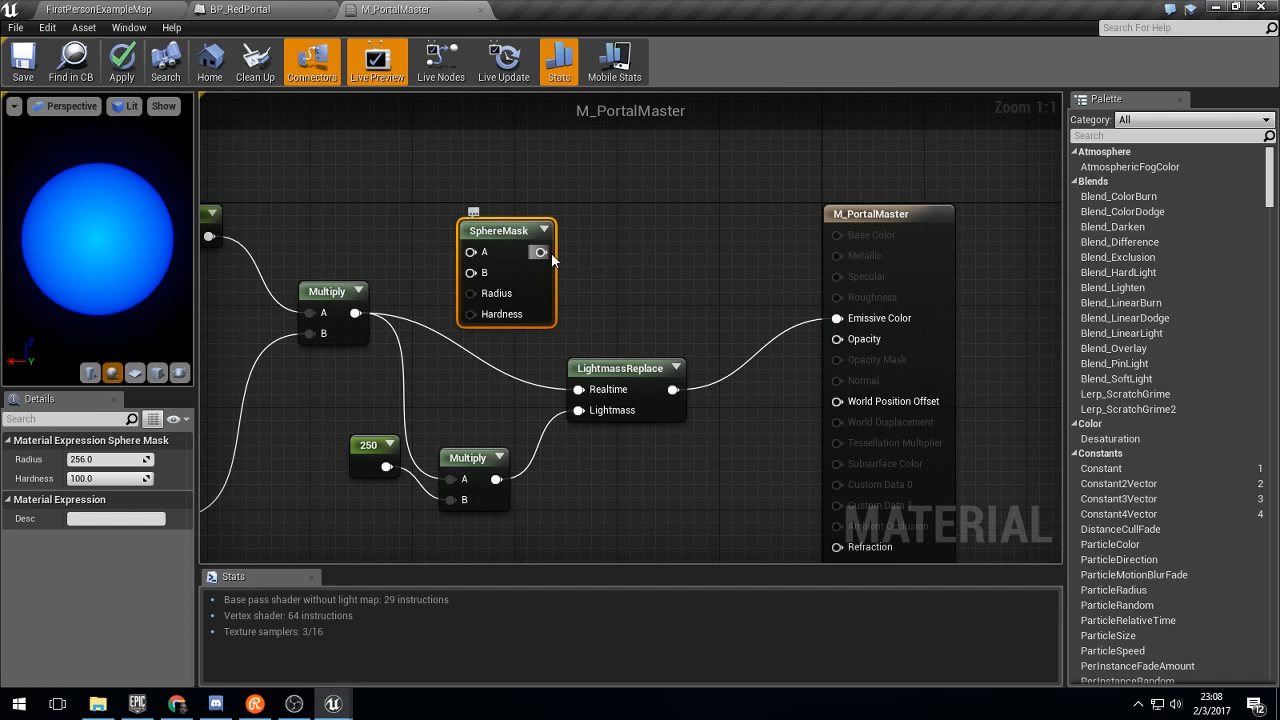 FirstPersonExampleMap
BP_RedPortal
M_PortalMaster
File Edit Asset Window Help
Search For Help
Save Find in CB Apply Search Home Clean Up Connectors Live Preview Live Nodes Live Update Stats Mobile Stats
Perspective Lit Show
M_PortalMaster
Zoom 1:1
Palette
Category: All
Search
Atmosphere
AtmosphericFogColor
Blends
Blend_ColorBurn
Blend_ColorDodge
Blend_Darken
Blend_Difference
Blend_Exclusion
Blend_HardLight
Blend_Lighten
Blend_LinearBurn
Blend_LinearDodge
Blend_LinearLight
Blend_Overlay
Blend_PinLight
Blend_SoftLight
Lerp_ScratchGrime
Lerp_ScratchGrime2
Color
Desaturation
Constants
Constant 1
Constant2Vector 2
Constant3Vector 3
Constant4Vector 4
DistanceCullFade
ParticleColor
ParticleDirection
ParticleMotionBlurFade
ParticleRadius
ParticleRandom
ParticleRelativeTime
ParticleSize
ParticleSpeed
PerInstanceFadeAmount
PerInstanceRandom
Z
X
Y
Details
Search
Material Expression Sphere Mask
Radius 256.0
Hardness 100.0
Material Expression
Desc
Multiply
A
B
SphereMask
A
B
Radius
Hardness
250
Multiply
A
B
LightmassReplace
Realtime
Lightmass
M_PortalMaster
Base Color
Metallic
Specular
Roughness
Emissive Color
Opacity
Opacity Mask
Normal
World Position Offset
World Displacement
Tessellation Multiplier
Subsurface Color
Custom Data 0
Custom Data 1
Ambient Occlusion
Refraction
MATERIAL
Stats
Base pass shader without light map: 29 instructions
Vertex shader: 64 instructions
Texture samplers: 3/16
EPIC
23:08
2/3/2017
12